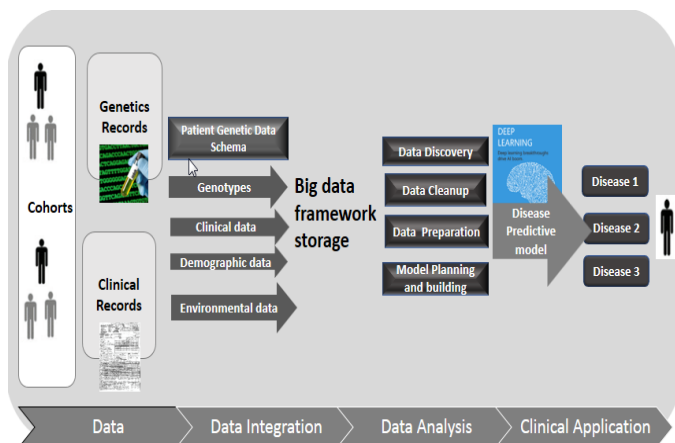 Cohorts
Genetics
Records
Clinical
Records
Patient Genetic Data
Schema
Genotypes
Clinical data
Demographic data
Environmental data
Big data
framework
storage
Data Discovery
Data Cleanup
Data Preparation
Model Planning
and building
DEEP
LEARNING
Disease
Predictive
model
Disease 1
Disease 2
Disease 3
Data
Data Integration
Data Analysis
Clinical Application